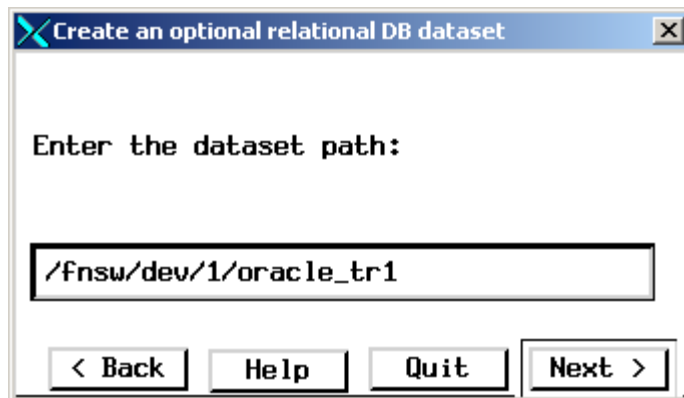 Create an optional relational DB dataset
Enter the dataset path:
/fnsw/dev/1/oracle_tr1
< Back Help Quit Next >